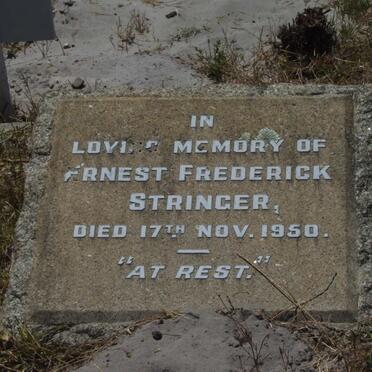 IN
LOVING MEMORY OF
ERNEST FREDERICK
STRINGER,
DIED 17TH NOV. 1950.
"AT REST."